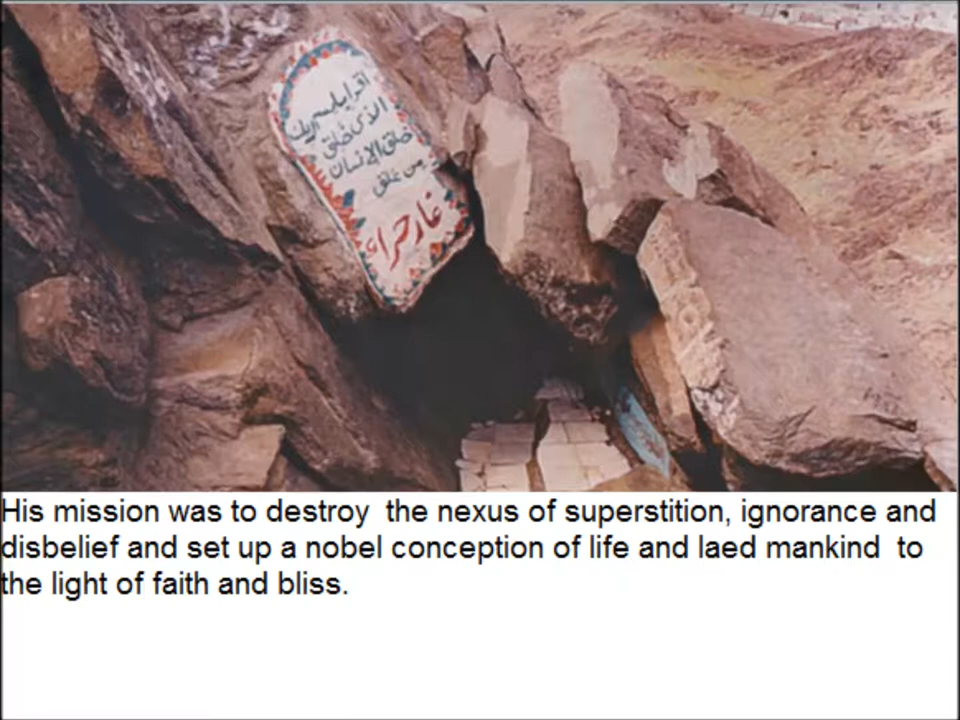 اقرا باسم ربك
الذي خلق
خلق الانسان
من علق
غار حراء
His mission was to destroy  the nexus of superstition, ignorance and
disbelief and set up a nobel conception of life and laed mankind  to
the light of faith and bliss.